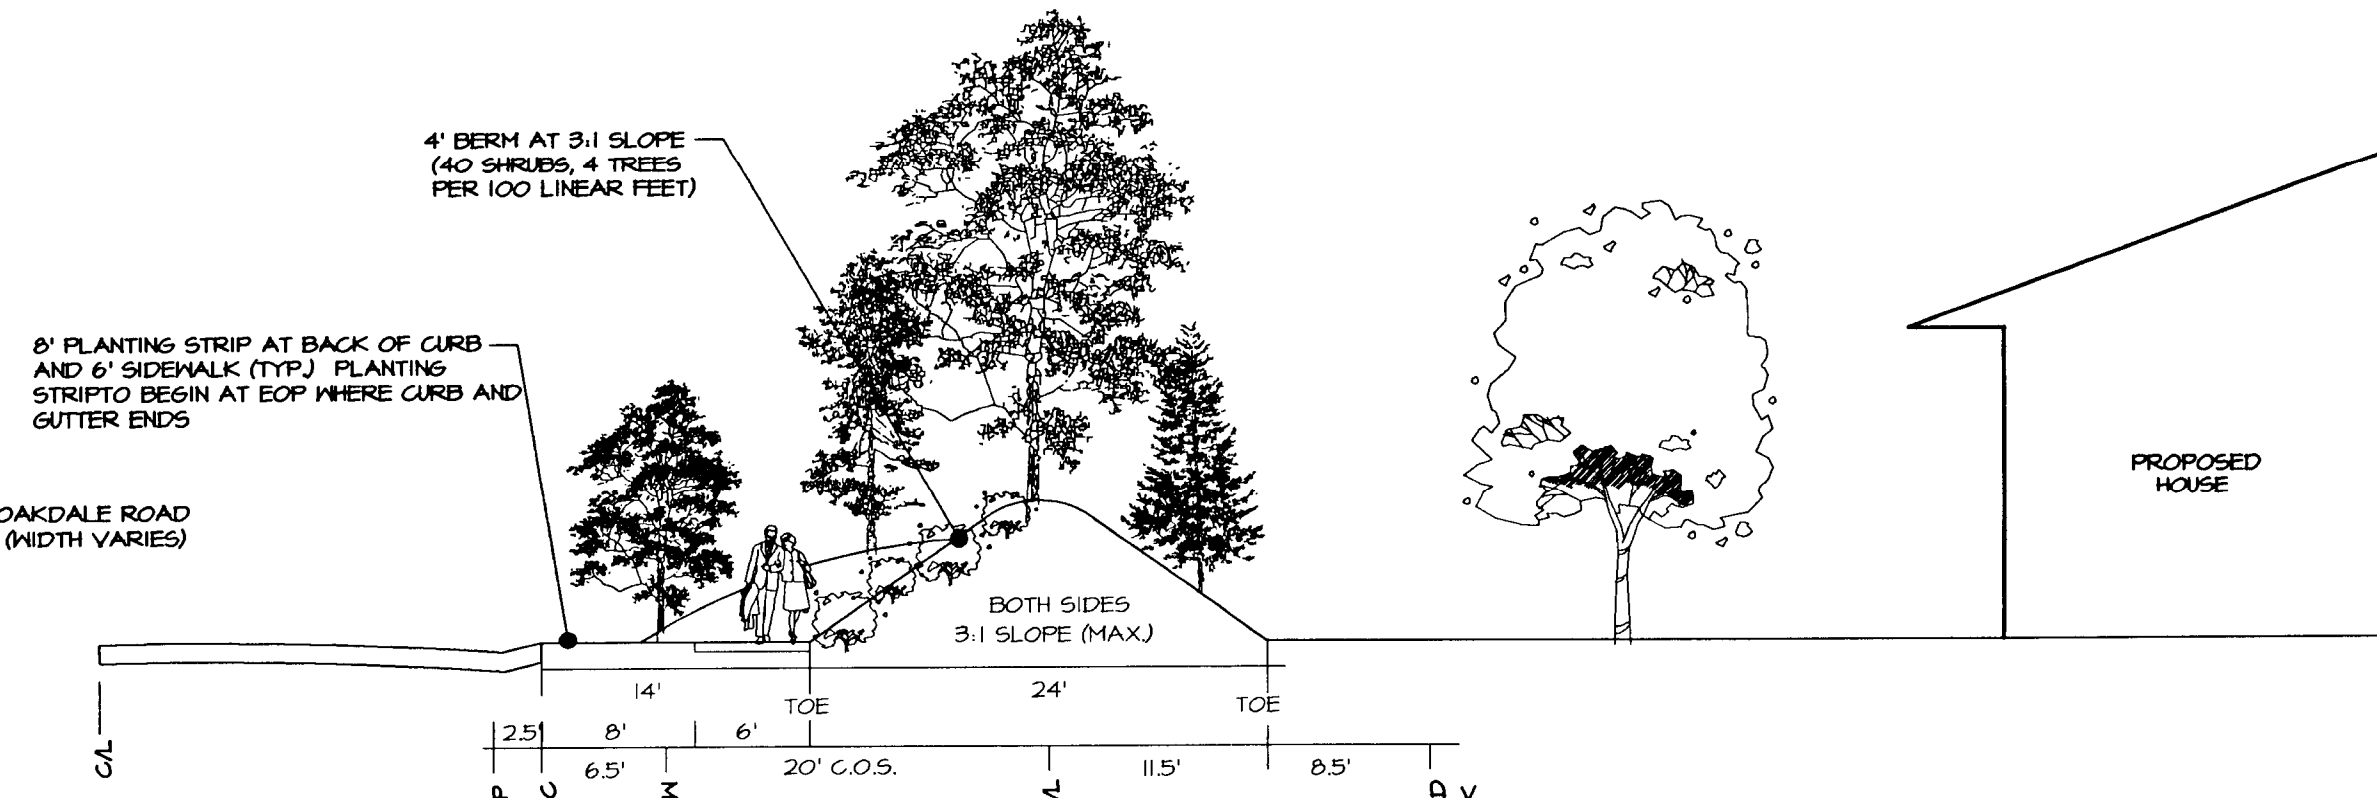 4' BERM AT 3:1 SLOPE
(40 SHRUBS, 4 TREES
PER 100 LINEAR FEET)
8' PLANTING STRIP AT BACK OF CURB
AND 6' SIDEWALK (TYP.) PLANTING
STRIPTO BEGIN AT EOP WHERE CURB AND
GUTTER ENDS
OAKDALE ROAD
(WIDTH VARIES)
PROPOSED
HOUSE
BOTH SIDES
3:1 SLOPE (MAX.)
14'
24'
TOE
TOE
2.5'
8'
6'
C/L
6.5'
20' C.O.S.
11.5'
8.5'